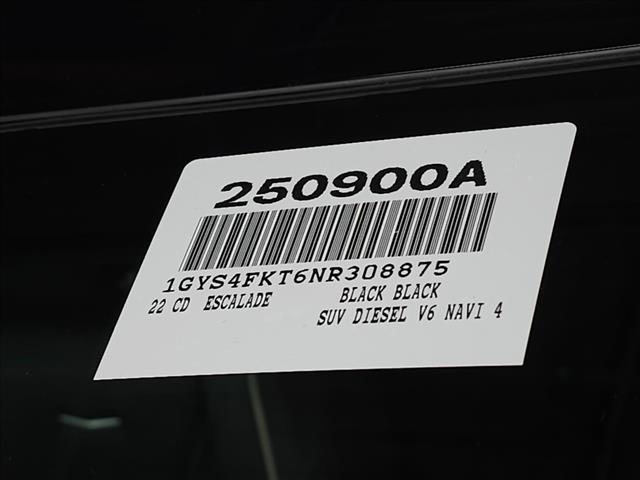 250900A
1GYS4FKT6NR308875
22 CD ESCALADE BLACK BLACK
SUV DIESEL V6 NAVI 4